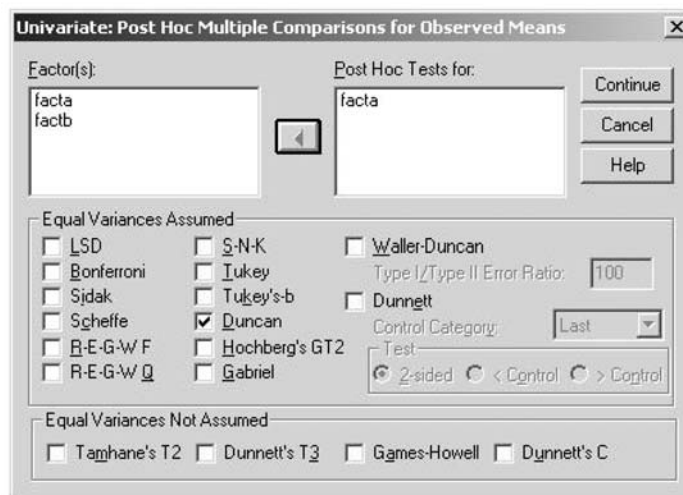 Univariate: Post Hoc Multiple Comparisons for Observed Means
Factor(s):
facta
factb
Post Hoc Tests for:
facta
Continue
Cancel
Help
Equal Variances Assumed
LSD
S-N-K
Waller-Duncan
Bonferroni
Tukey
Type I/Type II Error Ratio:
100
Sidak
Tukey's-b
Dunnett
Scheffe
Duncan
Control Category:
Last
R-E-G-W F
Hochberg's GT2
Test
R-E-G-W Q
Gabriel
2-sided
< Control
> Control
Equal Variances Not Assumed
Tamhane's T2
Dunnett's T3
Games-Howell
Dunnett's C